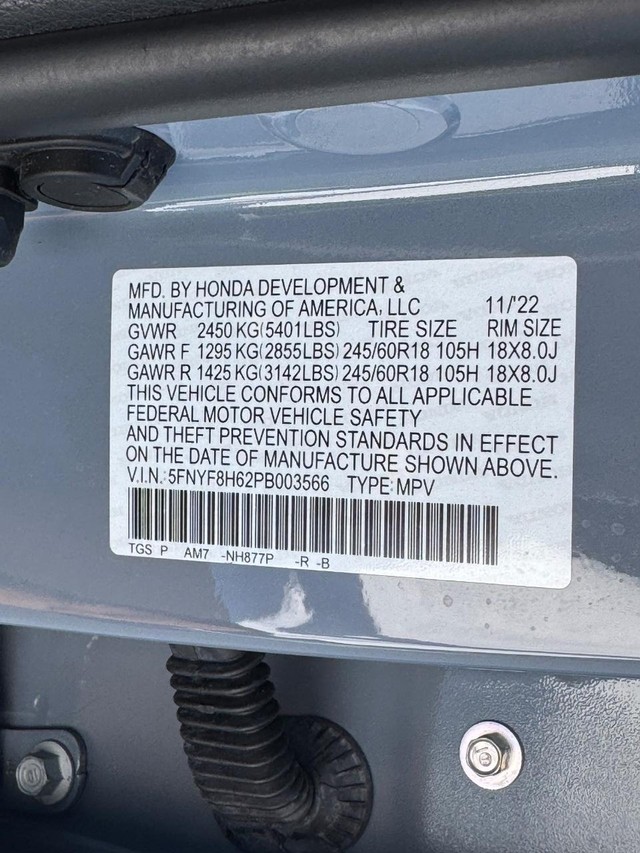 MFD. BY HONDA DEVELOPMENT &
MANUFACTURING OF AMERICA, LLC 11/'22
GVWR 2450 KG(5401LBS) TIRE SIZE RIM SIZE
GAWR F 1295 KG(2855LBS) 245/60R18 105H 18X8.0J
GAWR R 1425 KG(3142LBS) 245/60R18 105H 18X8.0J
THIS VEHICLE CONFORMS TO ALL APPLICABLE
FEDERAL MOTOR VEHICLE SAFETY
AND THEFT PREVENTION STANDARDS IN EFFECT
ON THE DATE OF MANUFACTURE SHOWN ABOVE.
V.I.N.:5FNYF8H62PB003566 TYPE:MPV
TGS P AM7 -NH877P -R -B